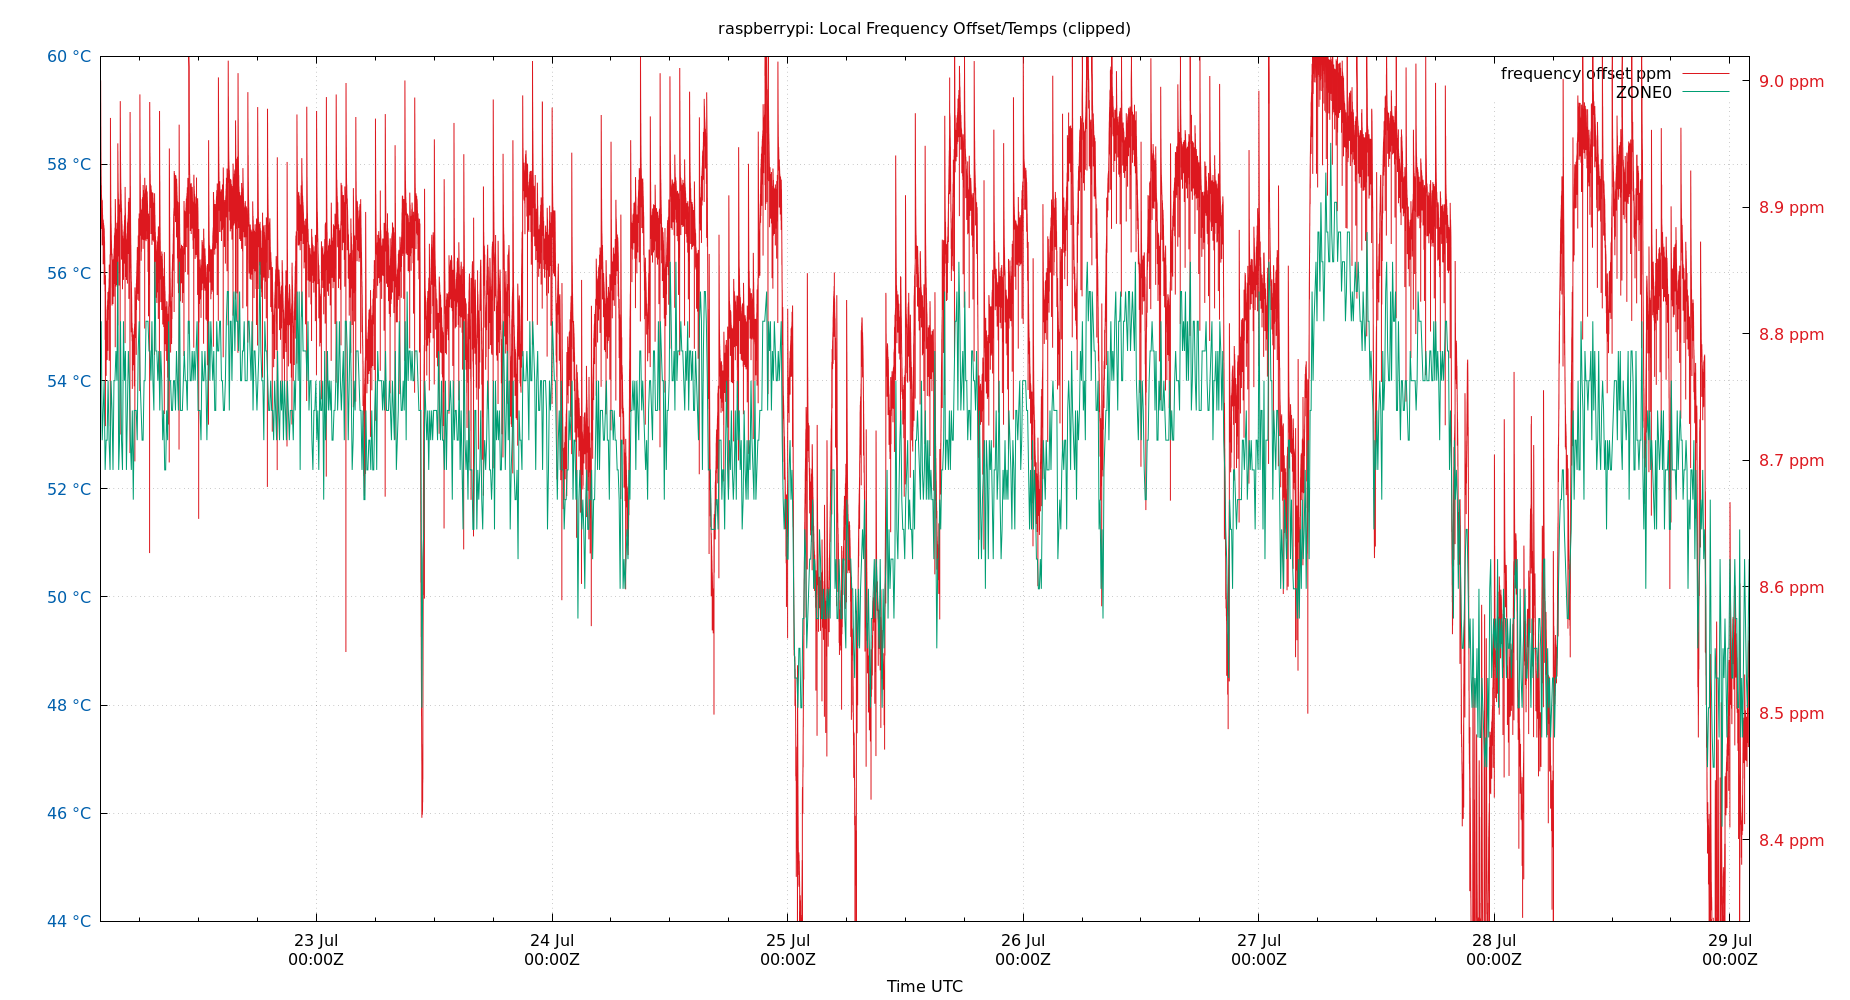 raspberrypi: Local Frequency Offset/Temps (clipped)
60 °C
58 °C
56 °C
54 °C
52 °C
50 °C
48 °C
46 °C
44 °C
frequency offset ppm
ZONE0
9.0 ppm
8.9 ppm
8.8 ppm
8.7 ppm
8.6 ppm
8.5 ppm
8.4 ppm
23 Jul
00:00Z
24 Jul
00:00Z
25 Jul
00:00Z
26 Jul
00:00Z
27 Jul
00:00Z
28 Jul
00:00Z
29 Jul
00:00Z
Time UTC